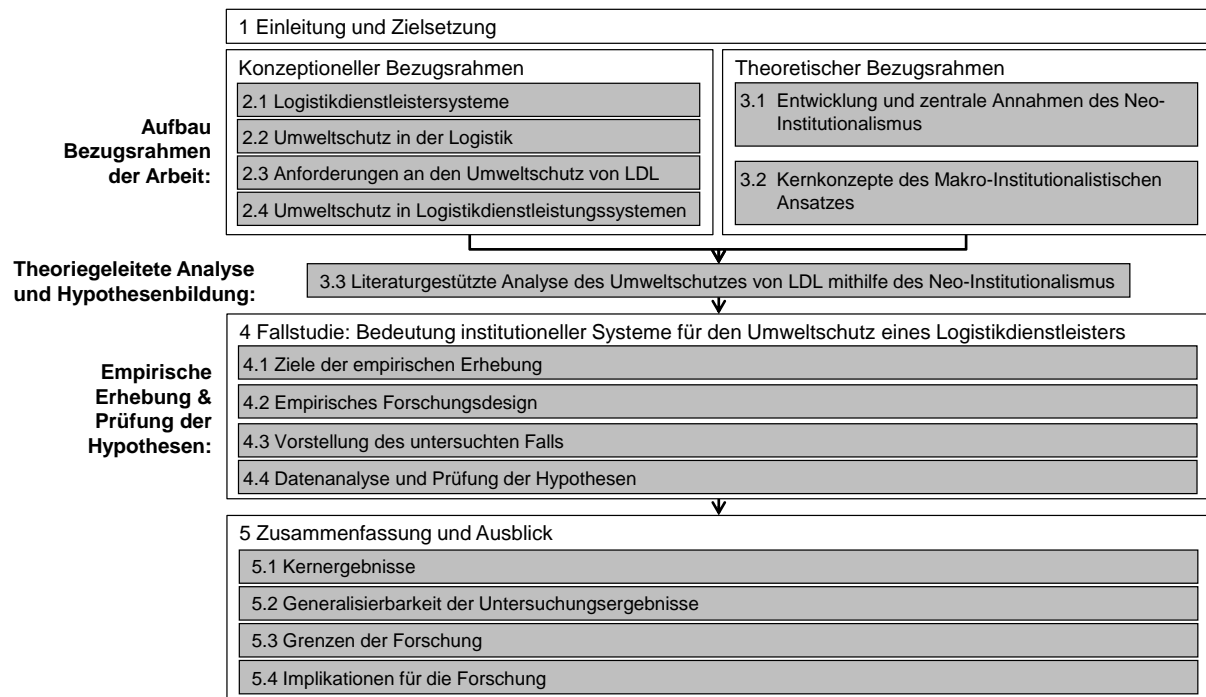 1 Einleitung und Zielsetzung
Aufbau
Bezugsrahmen
der Arbeit:
Konzeptioneller Bezugsrahmen
2.1 Logistikdienstleistersysteme
2.2 Umweltschutz in der Logistik
2.3 Anforderungen an den Umweltschutz von LDL
2.4 Umweltschutz in Logistikdienstleistungssystemen
Theoretischer Bezugsrahmen
3.1 Entwicklung und zentrale Annahmen des Neo-
Institutionalismus
3.2 Kernkonzepte des Makro-Institutionalistischen
Ansatzes
Theoriegeleitete Analyse
und Hypothesenbildung:
3.3 Literaturgestützte Analyse des Umweltschutzes von LDL mithilfe des Neo-Institutionalismus
Empirische
Erhebung &
Prüfung der
Hypothesen:
4 Fallstudie: Bedeutung institutioneller Systeme für den Umweltschutz eines Logistikdienstleisters
4.1 Ziele der empirischen Erhebung
4.2 Empirisches Forschungsdesign
4.3 Vorstellung des untersuchten Falls
4.4 Datenanalyse und Prüfung der Hypothesen
5 Zusammenfassung und Ausblick
5.1 Kernergebnisse
5.2 Generalisierbarkeit der Untersuchungsergebnisse
5.3 Grenzen der Forschung
5.4 Implikationen für die Forschung